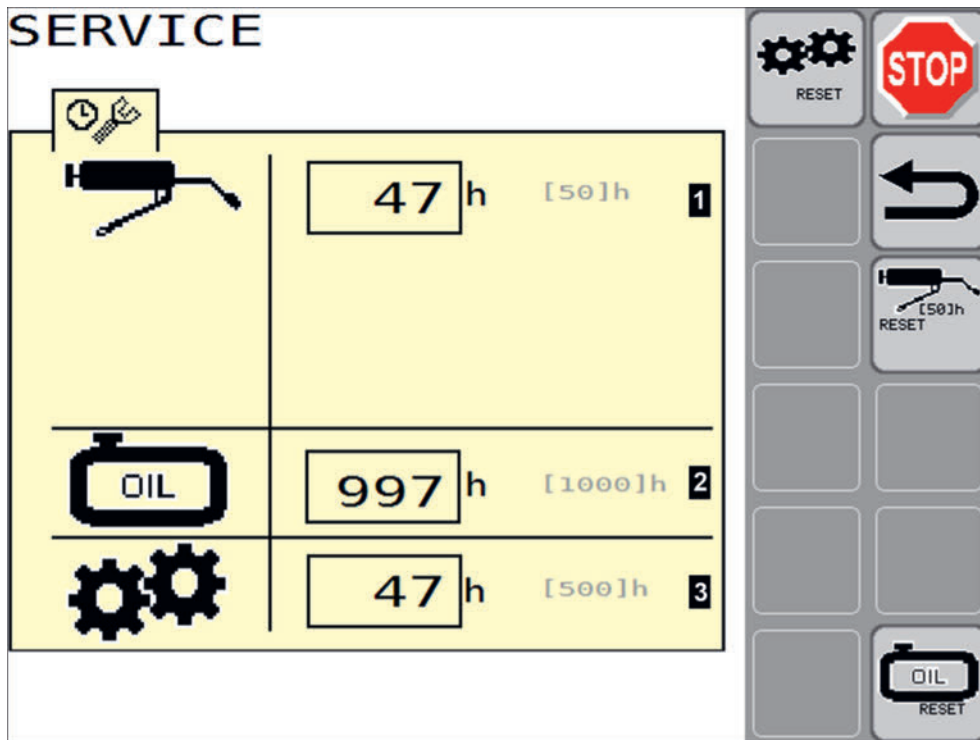 SERVICE
RESET
STOP
47 h [50]h 1
[50]h
RESET
OIL 997 h [1000]h 2
47 h [500]h 3
OIL
RESET